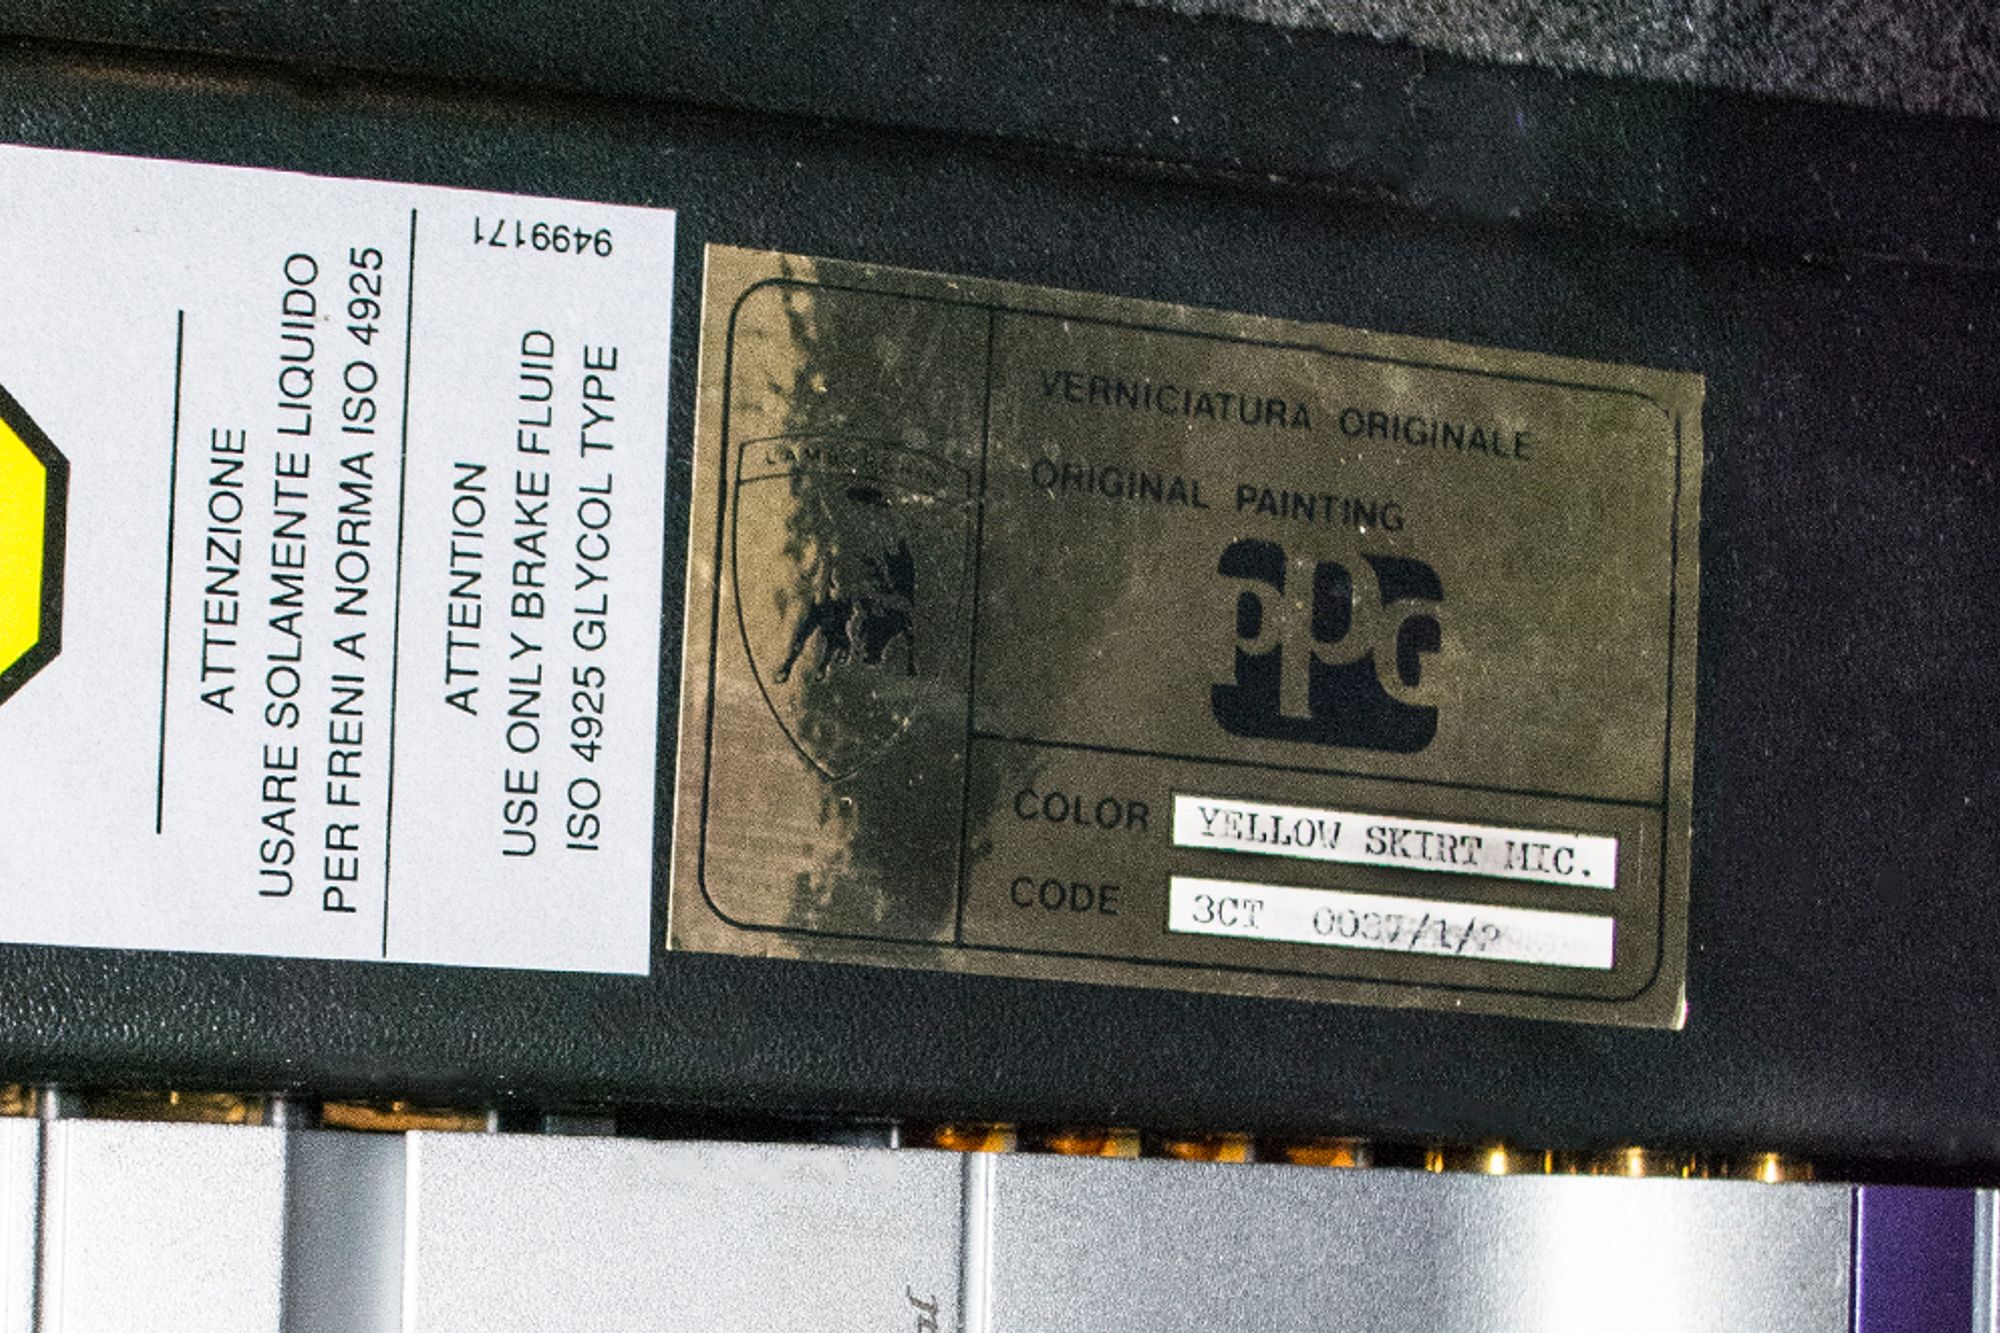 ATTENZIONE
USARE SOLAMENTE LIQUIDO
PER FRENI A NORMA ISO 4925
9499171
ATTENTION
USE ONLY BRAKE FLUID
ISO 4925 GLYCOL TYPE
LAMBORGHINI
VERNICIATURA ORIGINALE
ORIGINAL PAINTING
ppg
COLOR YELLOW SKIRT MIC.
CODE 3CT